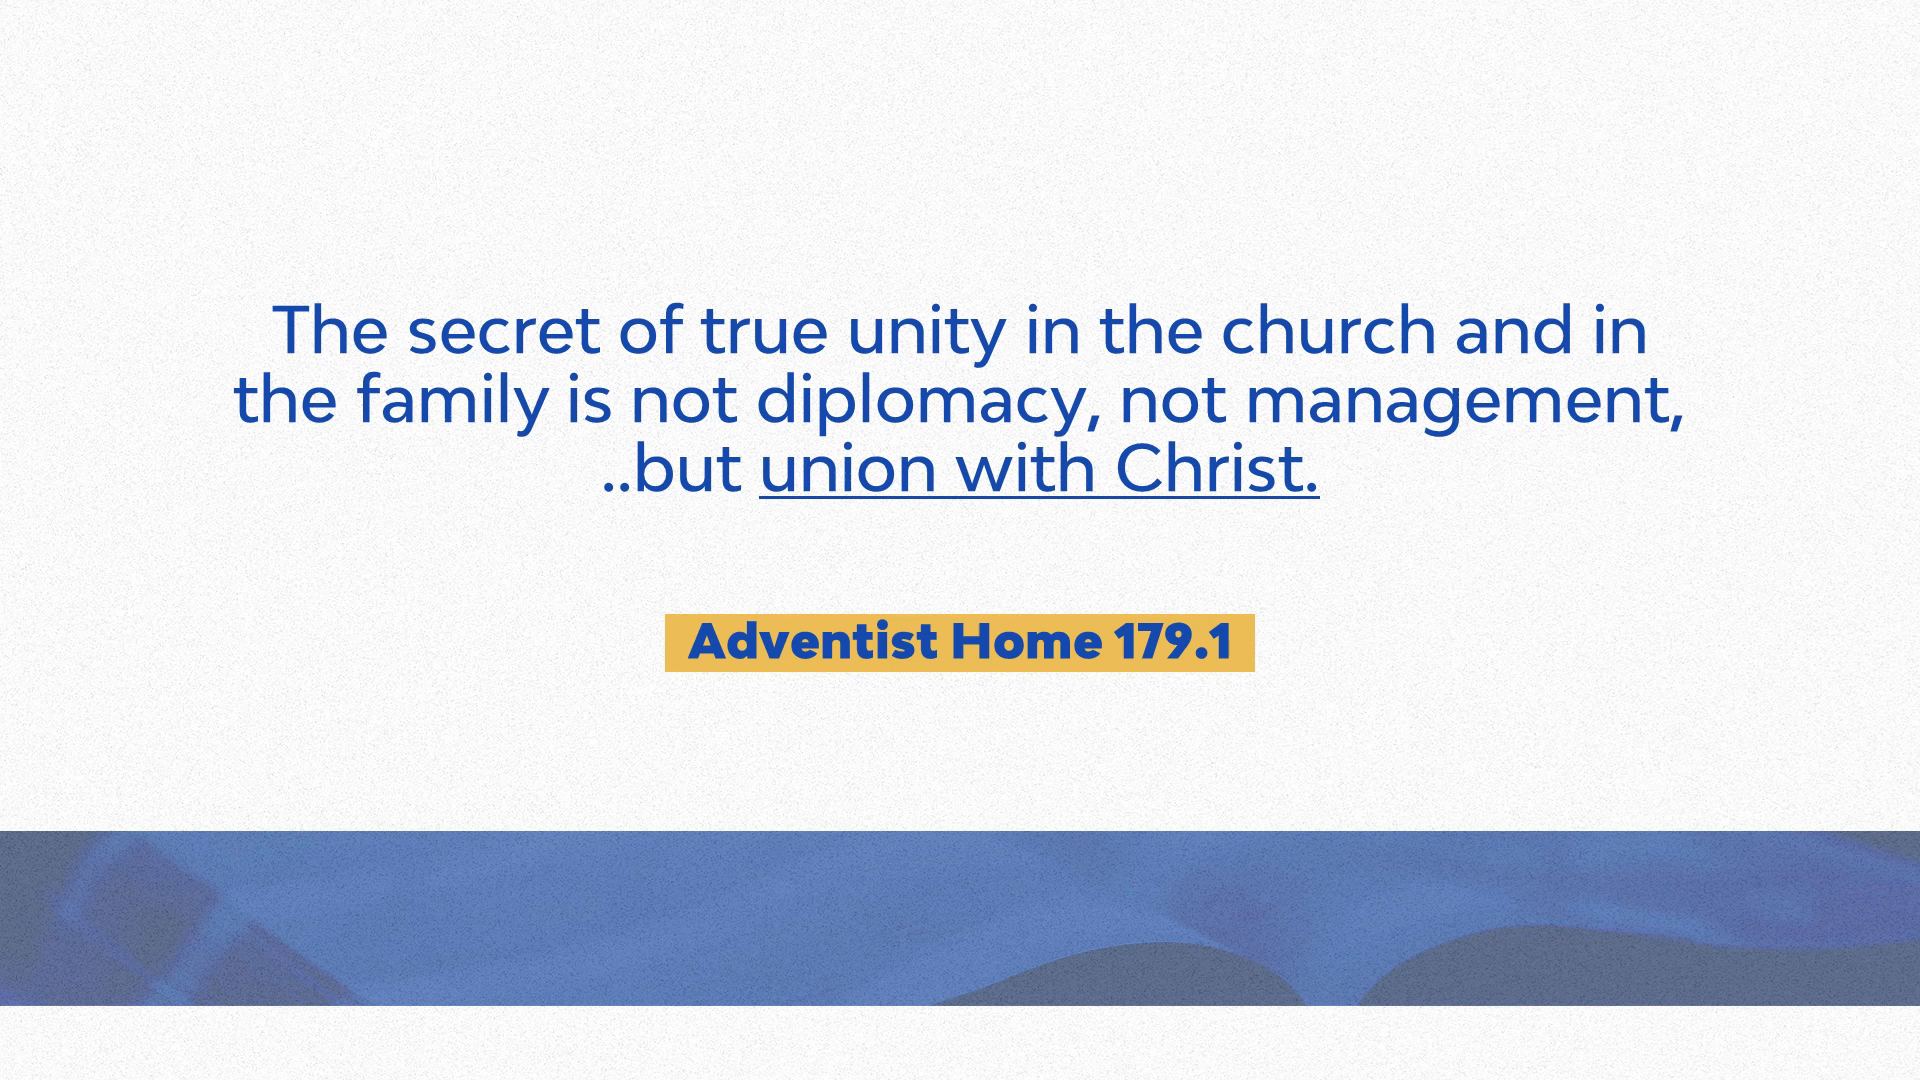 The secret of true unity in the church and in
the family is not diplomacy, not management,
..but union with Christ.
Adventist Home 179.1